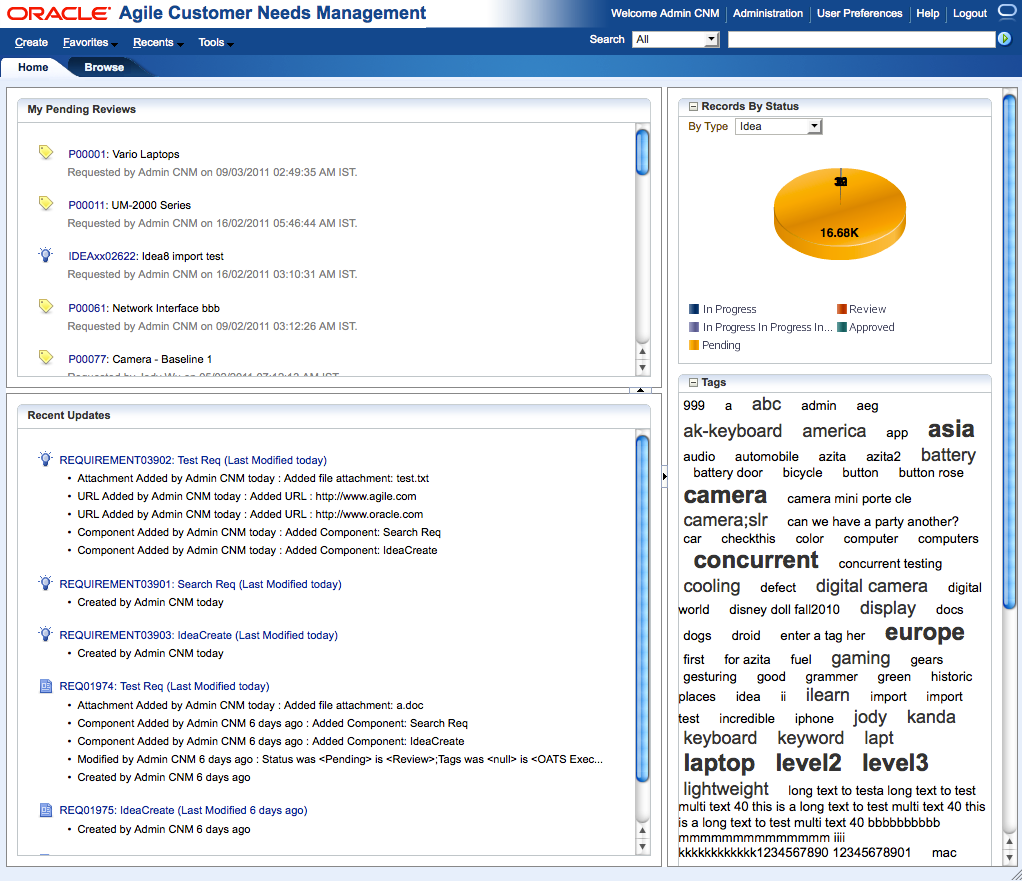 ORACLE Agile Customer Needs Management
Welcome Admin CNM Administration User Preferences Help Logout
Create Favorites Recents Tools
Search All
Home Browse
My Pending Reviews
P00001: Vario Laptops
Requested by Admin CNM on 09/03/2011 02:49:35 AM IST.
P00011: UM-2000 Series
Requested by Admin CNM on 16/02/2011 05:46:44 AM IST.
IDEAxx02622: Idea8 import test
Requested by Admin CNM on 16/02/2011 03:10:31 AM IST.
P00061: Network Interface bbb
Requested by Admin CNM on 09/02/2011 03:12:26 AM IST.
P00077: Camera - Baseline 1
Recent Updates
REQUIREMENT03902: Test Req (Last Modified today)
• Attachment Added by Admin CNM today : Added file attachment: test.txt
• URL Added by Admin CNM today : Added URL : http://www.agile.com
• URL Added by Admin CNM today : Added URL : http://www.oracle.com
• Component Added by Admin CNM today : Added Component: Search Req
• Component Added by Admin CNM today : Added Component: IdeaCreate
REQUIREMENT03901: Search Req (Last Modified today)
• Created by Admin CNM today
REQUIREMENT03903: IdeaCreate (Last Modified today)
• Created by Admin CNM today
REQ01974: Test Req (Last Modified today)
• Attachment Added by Admin CNM today : Added file attachment: a.doc
• Component Added by Admin CNM 6 days ago : Added Component: Search Req
• Component Added by Admin CNM 6 days ago : Added Component: IdeaCreate
• Modified by Admin CNM 6 days ago : Status was <Pending> is <Review>;Tags was <null> is <OATS Exec...
• Created by Admin CNM 6 days ago
REQ01975: IdeaCreate (Last Modified 6 days ago)
• Created by Admin CNM 6 days ago
Records By Status
By Type Idea
16.68K
In Progress Review
In Progress In Progress In... Approved
Pending
Tags
999 a abc admin aeg
ak-keyboard america app asia
audio automobile azita azita2 battery
battery door bicycle button button rose
camera camera mini porte cle
camera;slr can we have a party another?
car checkthis color computer computers
concurrent concurrent testing
cooling defect digital camera digital
world disney doll fall2010 display docs
dogs droid enter a tag her europe
first for azita fuel gaming gears
gesturing good grammer green historic
places idea ii ilearn import import
test incredible iphone jody kanda
keyboard keyword lapt
laptop level2 level3
lightweight long text to testa long text to test
multi text 40 this is a long text to test multi text 40 this
is a long text to test multi text 40 bbbbbbbbbb
mmmmmmmmmmmmmm iiii
kkkkkkkkkkkk1234567890 12345678901 mac